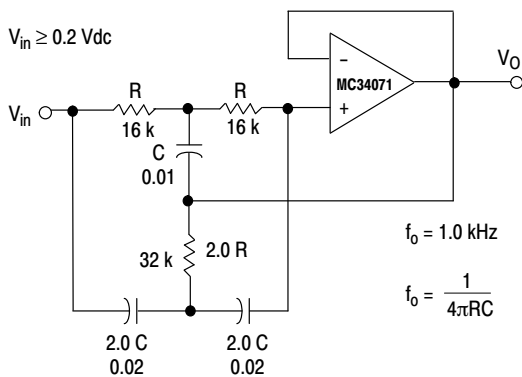 V_in ≥ 0.2 Vdc
V_in
R
16 k
R
16 k
−
MC34071
+
V_O
C
0.01
32 k
2.0 R
2.0 C
0.02
2.0 C
0.02
f_o = 1.0 kHz
f_o = 1 / 4πRC